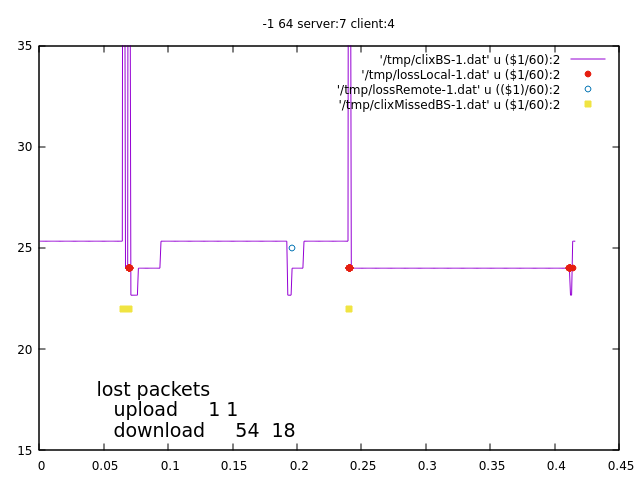 -1 64 server:7 client:4
'/tmp/clixBS-1.dat' u ($1/60):2
'/tmp/lossLocal-1.dat' u ($1/60):2
'/tmp/lossRemote-1.dat' u (($1)/60):2
'/tmp/clixMissedBS-1.dat' u ($1/60):2
35
30
25
20
15
lost packets
upload 1 1
download 54 18
0 0.05 0.1 0.15 0.2 0.25 0.3 0.35 0.4 0.45